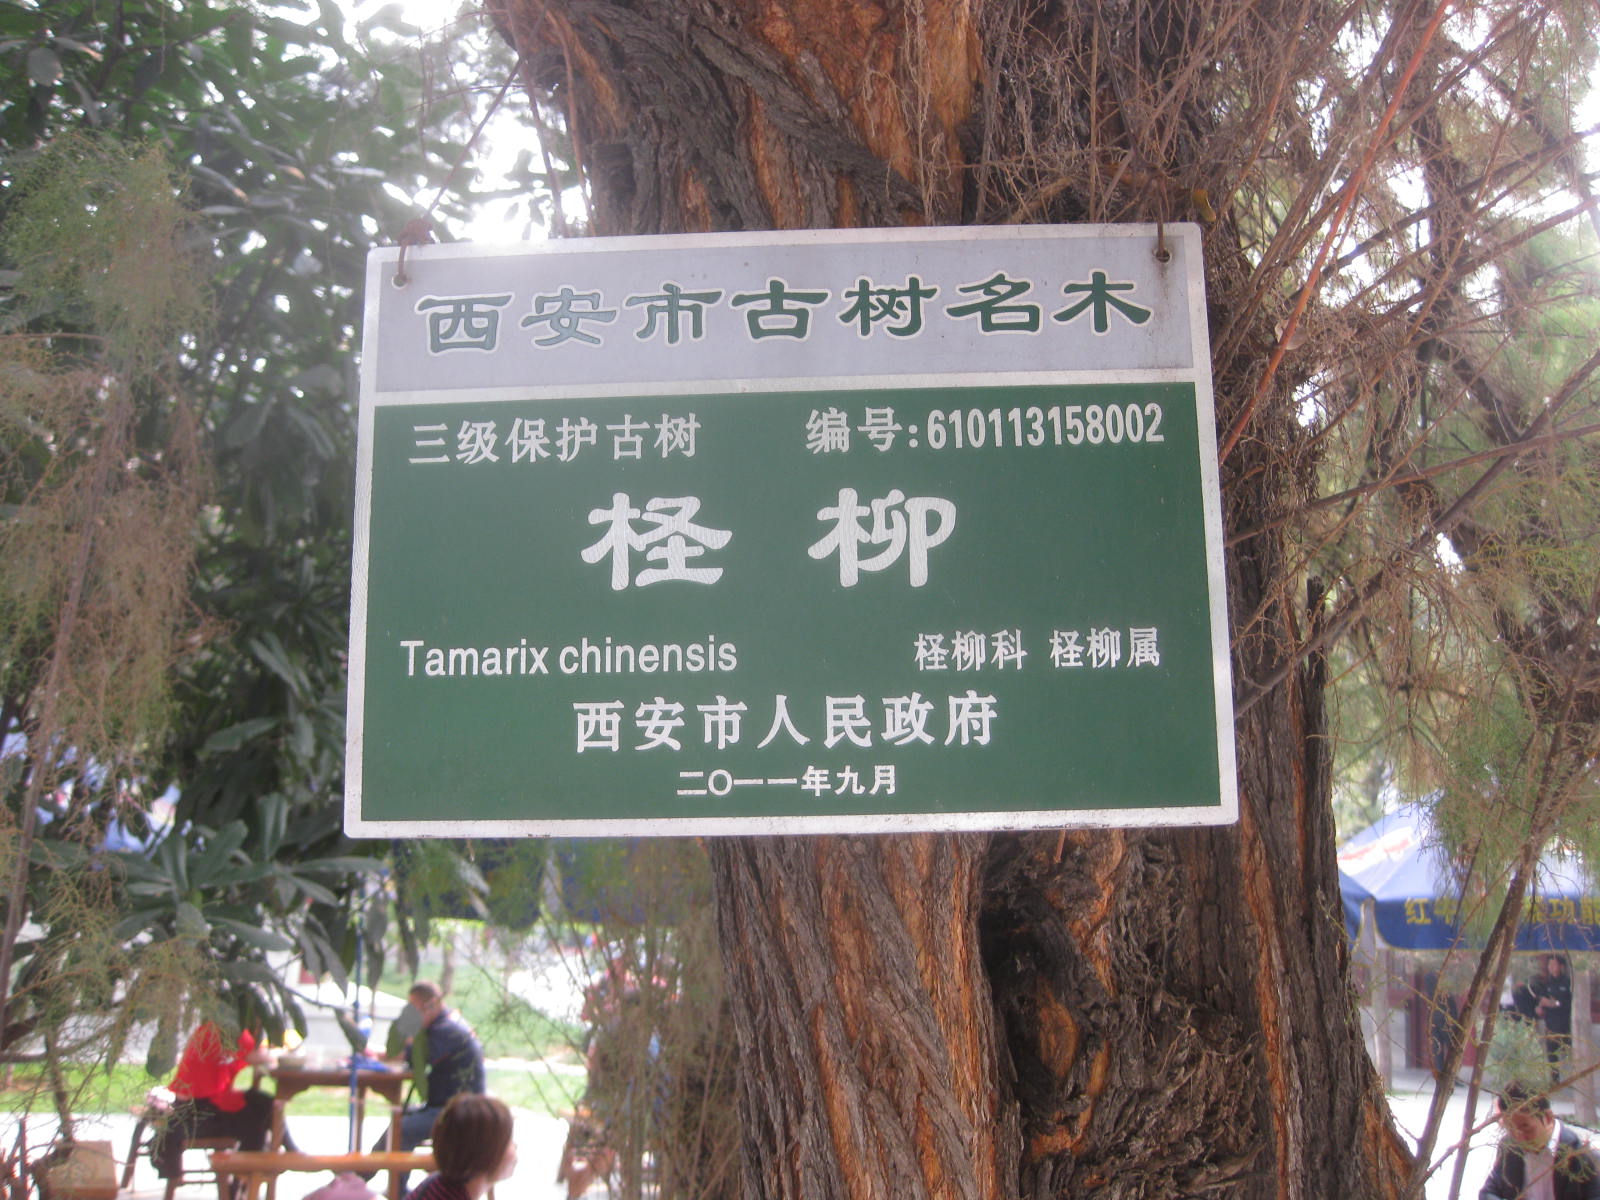 西安市古树名木
三级保护古树 编号:610113158002
柽 柳
Tamarix chinensis 柽柳科 柽柳属
西安市人民政府
二〇一一年九月